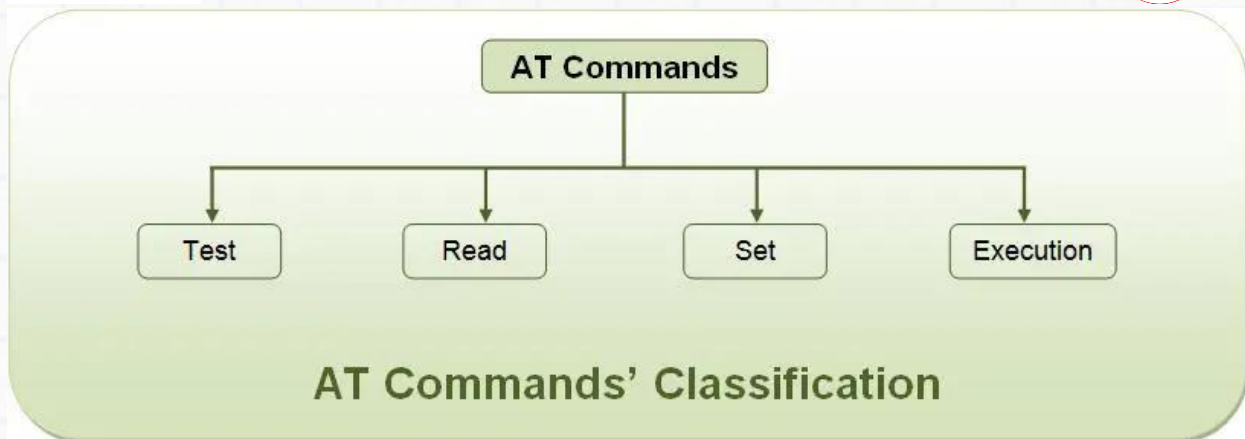 AT Commands
Test
Read
Set
Execution
AT Commands’ Classification